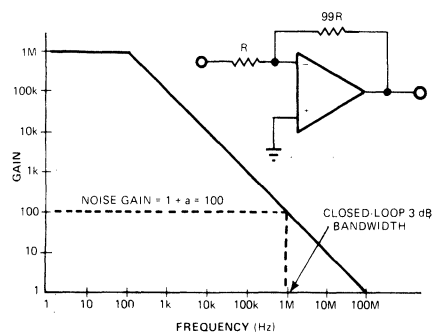 99R
R
−
+
1M
100k
10k
1k
100
10
1
GAIN
NOISE GAIN = 1 + a = 100
CLOSED-LOOP 3 dB
BANDWIDTH
1 10 100 1k 10k 100k 1M 10M 100M
FREQUENCY (Hz)